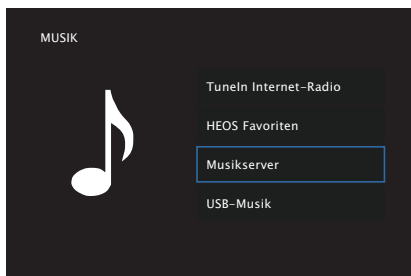 MUSIK
TuneIn Internet-Radio
HEOS Favoriten
Musikserver
USB-Musik